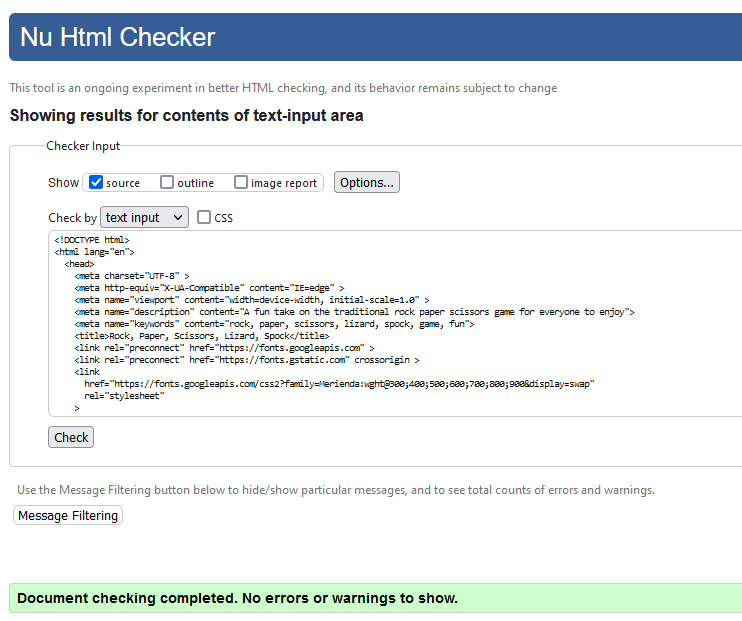 Nu Html Checker
This tool is an ongoing experiment in better HTML checking, and its behavior remains subject to change
Showing results for contents of text-input area
Checker Input
Show source outline image report Options...
Check by text input CSS
<!DOCTYPE html>
<html lang="en">
<head>
<meta charset="UTF-8" >
<meta http-equiv="X-UA-Compatible" content="IE=edge" >
<meta name="viewport" content="width=device-width, initial-scale=1.0" >
<meta name="description" content="A fun take on the traditional rock paper scissors game for everyone to enjoy">
<meta name="keywords" content="rock, paper, scissors, lizard, spock, game, fun">
<title>Rock, Paper, Scissors, Lizard, Spock</title>
<link rel="preconnect" href="https://fonts.googleapis.com" >
<link rel="preconnect" href="https://fonts.gstatic.com" crossorigin >
<link
href="https://fonts.googleapis.com/css2?family=Merienda:wght@300;400;500;600;700;800;900&display=swap"
rel="stylesheet"
>
Check
Use the Message Filtering button below to hide/show particular messages, and to see total counts of errors and warnings.
Message Filtering
Document checking completed. No errors or warnings to show.